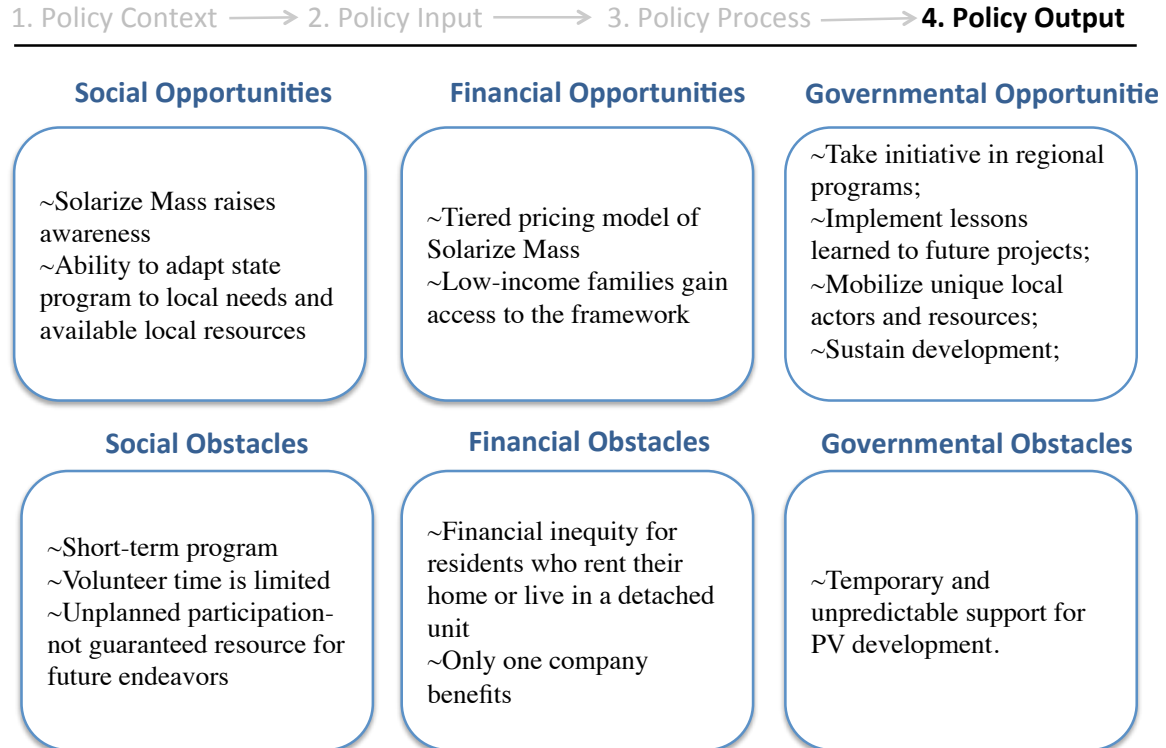 1. Policy Context → 2. Policy Input → 3. Policy Process → 4. Policy Output
Social Opportunities
~Solarize Mass raises
awareness
~Ability to adapt state
program to local needs and
available local resources
Financial Opportunities
~Tiered pricing model of
Solarize Mass
~Low-income families gain
access to the framework
Governmental Opportunitie
~Take initiative in regional
programs;
~Implement lessons
learned to future projects;
~Mobilize unique local
actors and resources;
~Sustain development;
Social Obstacles
~Short-term program
~Volunteer time is limited
~Unplanned participation-
not guaranteed resource for
future endeavors
Financial Obstacles
~Financial inequity for
residents who rent their
home or live in a detached
unit
~Only one company
benefits
Governmental Obstacles
~Temporary and
unpredictable support for
PV development.